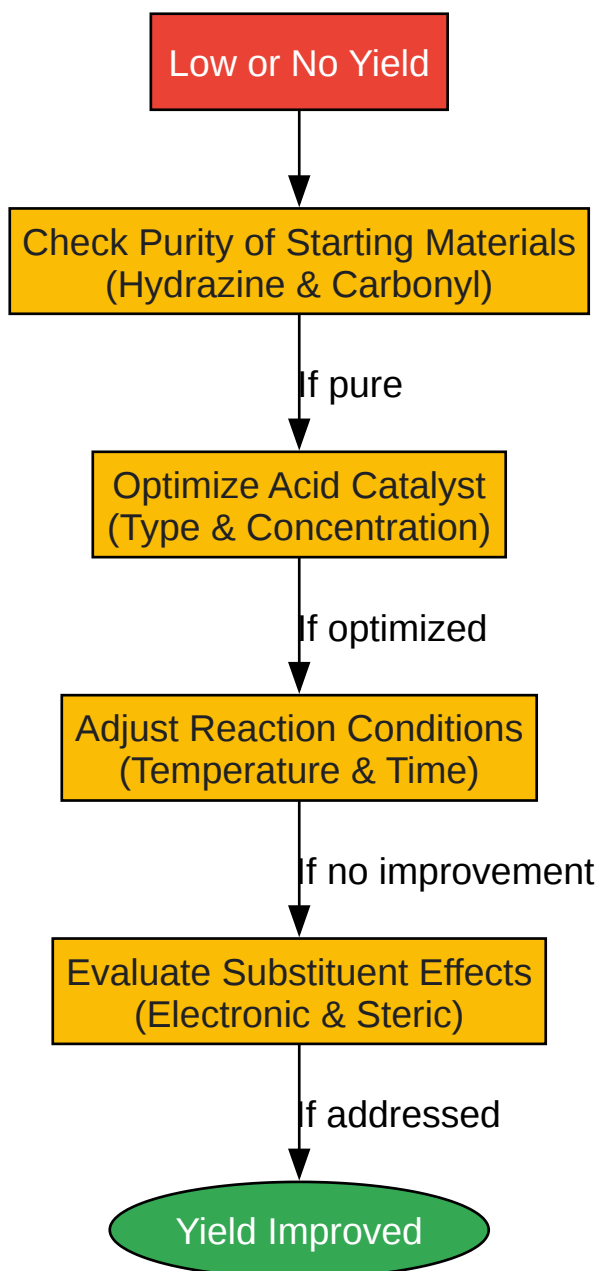 Low or No Yield
Check Purity of Starting Materials
(Hydrazine & Carbonyl)
If pure
Optimize Acid Catalyst
(Type & Concentration)
If optimized
Adjust Reaction Conditions
(Temperature & Time)
If no improvement
Evaluate Substituent Effects
(Electronic & Steric)
If addressed
Yield Improved